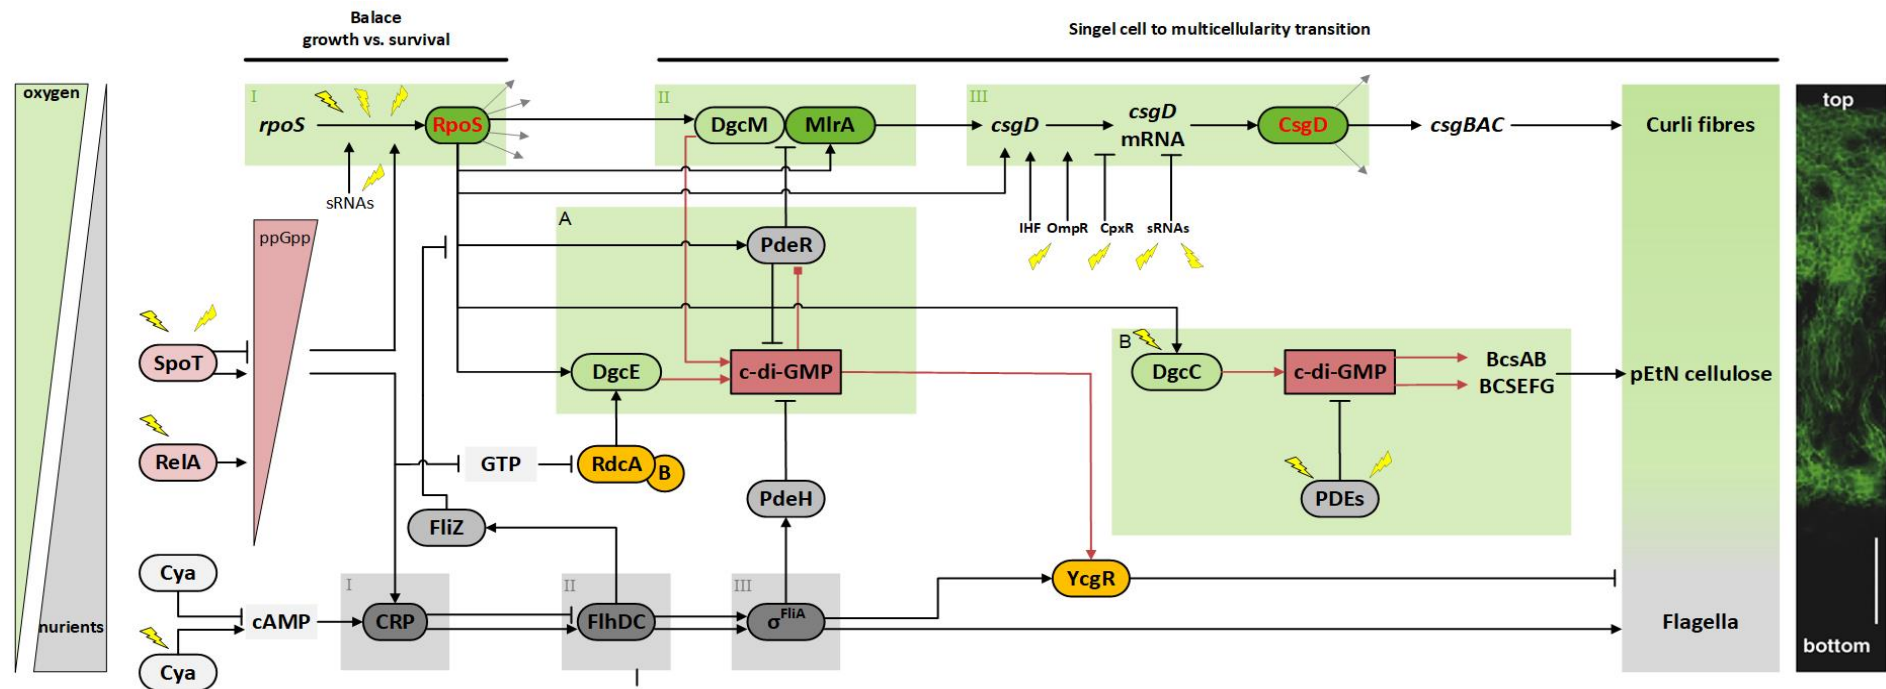 Balace
growth vs. survival
Singel cell to multicellularity transition
oxygen
nurients
I
rpoS
RpoS
sRNAs
II
DgcM
MlrA
III
csgD
csgD
mRNA
CsgD
csgBAC
Curli fibres
top
IHF OmpR CpxR sRNAs
ppGpp
A
PdeR
SpoT
DgcE
c-di-GMP
B
DgcC
c-di-GMP
BcsAB
BCSEFG
pEtN cellulose
RelA
GTP
RdcA
B
PdeH
PDEs
FliZ
Cya
cAMP
Cya
I
CRP
II
FlhDC
III
σFliA
YcgR
Flagella
bottom